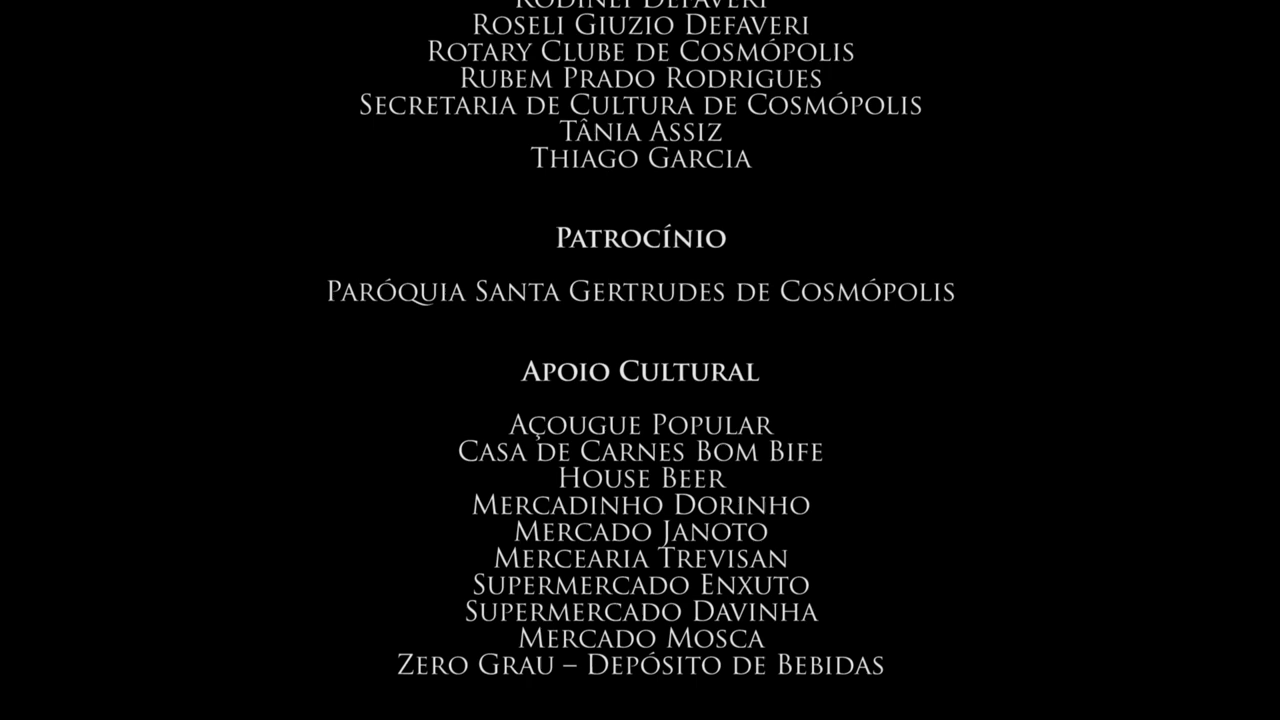 Rodinei Defaveri
Roseli Giuzio Defaveri
Rotary Clube de Cosmópolis
Rubem Prado Rodrigues
Secretaria de Cultura de Cosmópolis
Tânia Assiz
Thiago Garcia
Patrocínio
Paróquia Santa Gertrudes de Cosmópolis
Apoio Cultural
Açougue Popular
Casa de Carnes Bom Bife
House Beer
Mercadinho Dorinho
Mercado Janoto
Mercearia Trevisan
Supermercado Enxuto
Supermercado Davinha
Mercado Mosca
Zero Grau – Depósito de Bebidas